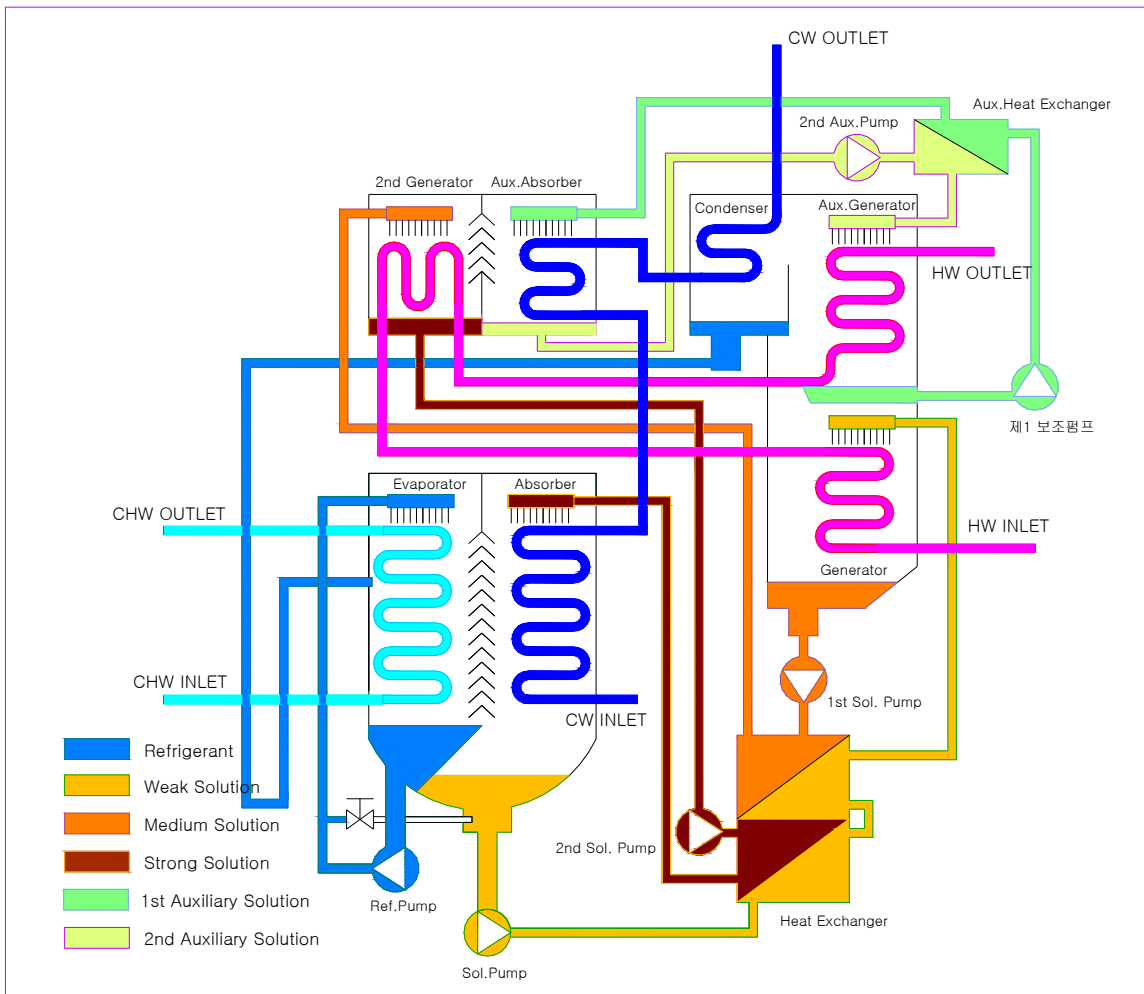 CW OUTLET
Aux.Heat Exchanger
2nd Aux.Pump
2nd Generator
Aux.Absorber
Condenser
Aux.Generator
HW OUTLET
제1 보조펌프
Evaporator
Absorber
CHW OUTLET
HW INLET
Generator
CHW INLET
CW INLET
1st Sol. Pump
Refrigerant
Weak Solution
Medium Solution
Strong Solution
2nd Sol. Pump
1st Auxiliary Solution
Ref.Pump
Heat Exchanger
2nd Auxiliary Solution
Sol.Pump